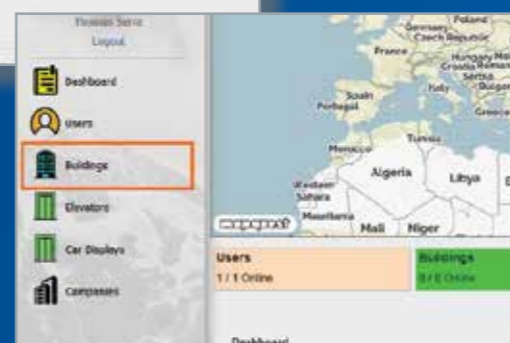 Logout
Dashboard
Users
Buildings
Elevators
Car Displays
Companies
Poland
Germany
Czech Republic
France
Hungary
Croatia
Serbia
Spain
Italy
Portugal
Greece
Tunisia
Morocco
Algeria
Libya
Western
Sahara
Mauritania
Mali
Niger
Users
1 / 1 Online
Buildings
Dashboard